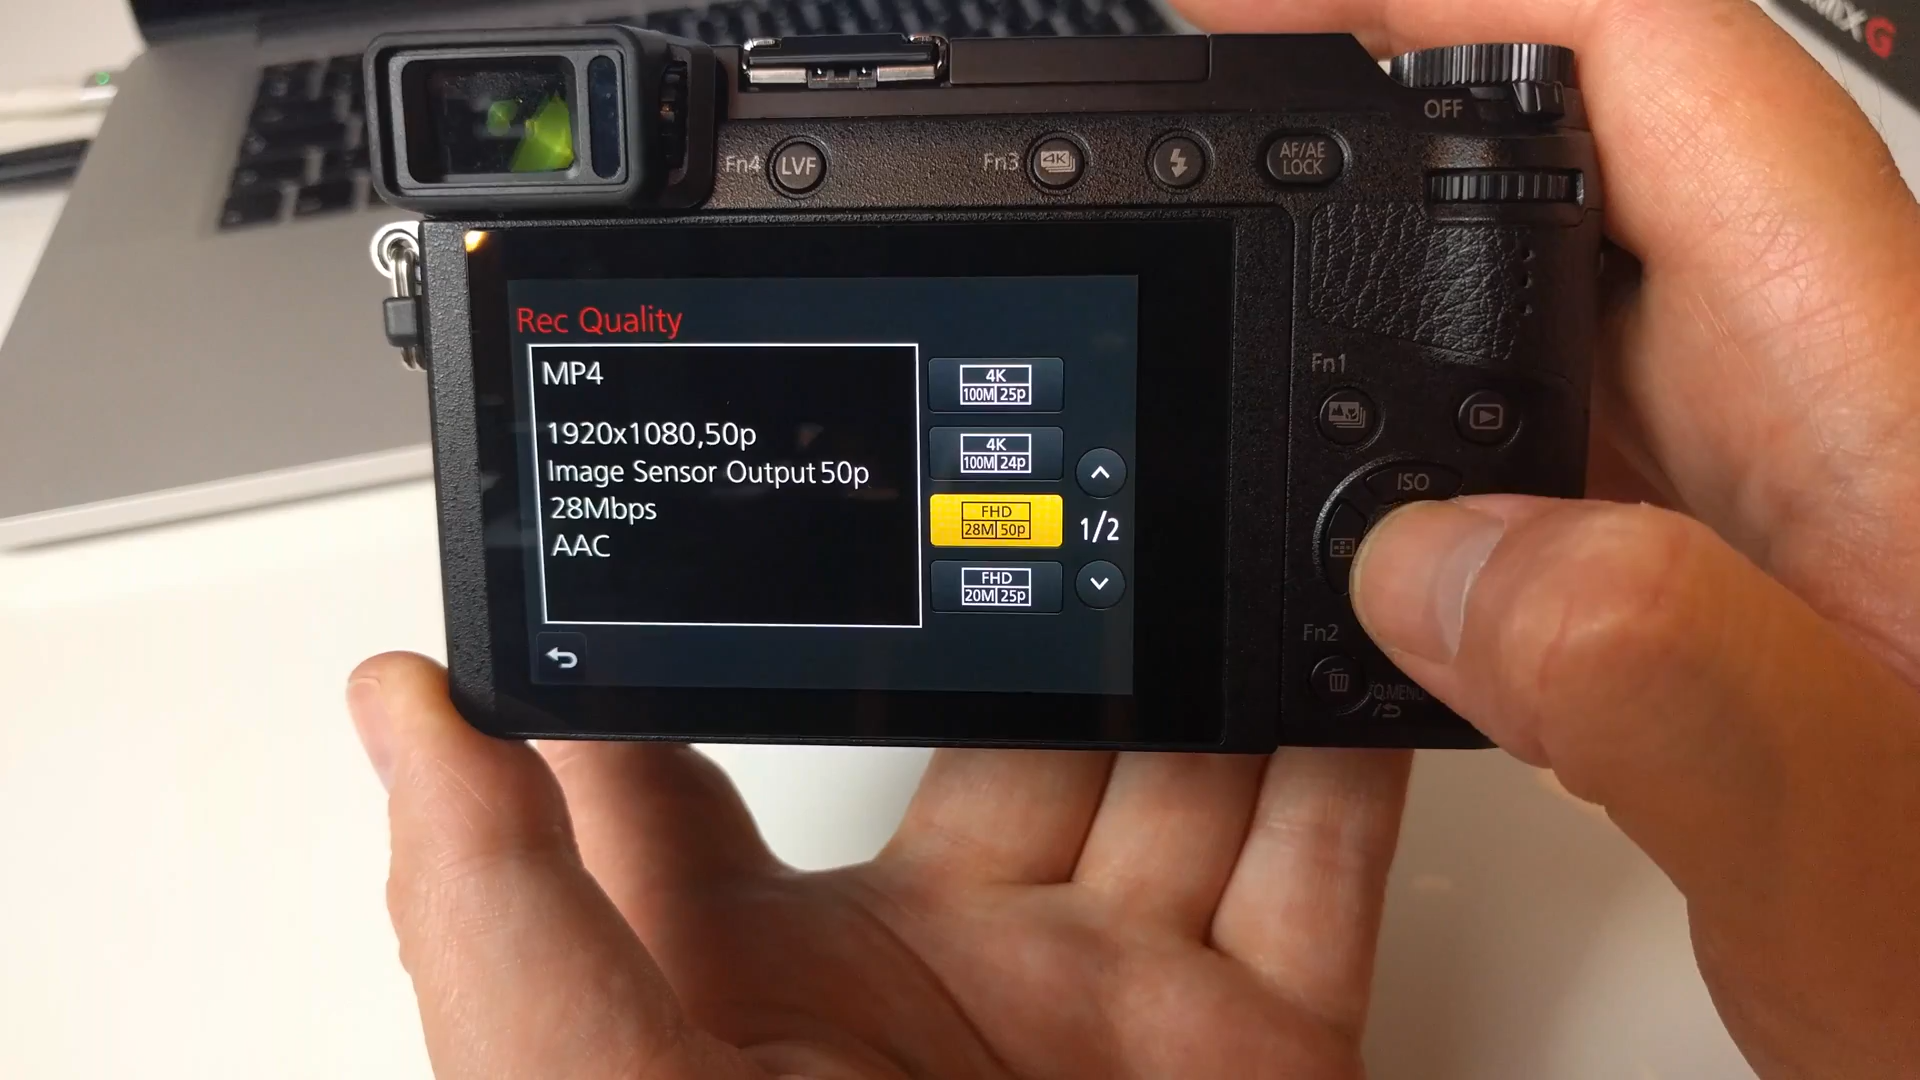 MIX G
OFF
Fn4 LVF
Fn3 4K
AF/AE
LOCK
Rec Quality
MP4
1920x1080,50p
Image Sensor Output 50p
28Mbps
AAC
4K
100M 25p
4K
100M 24p
FHD
28M 50p
FHD
20M 25p
1/2
Fn1
ISO
Fn2
Q.MENU